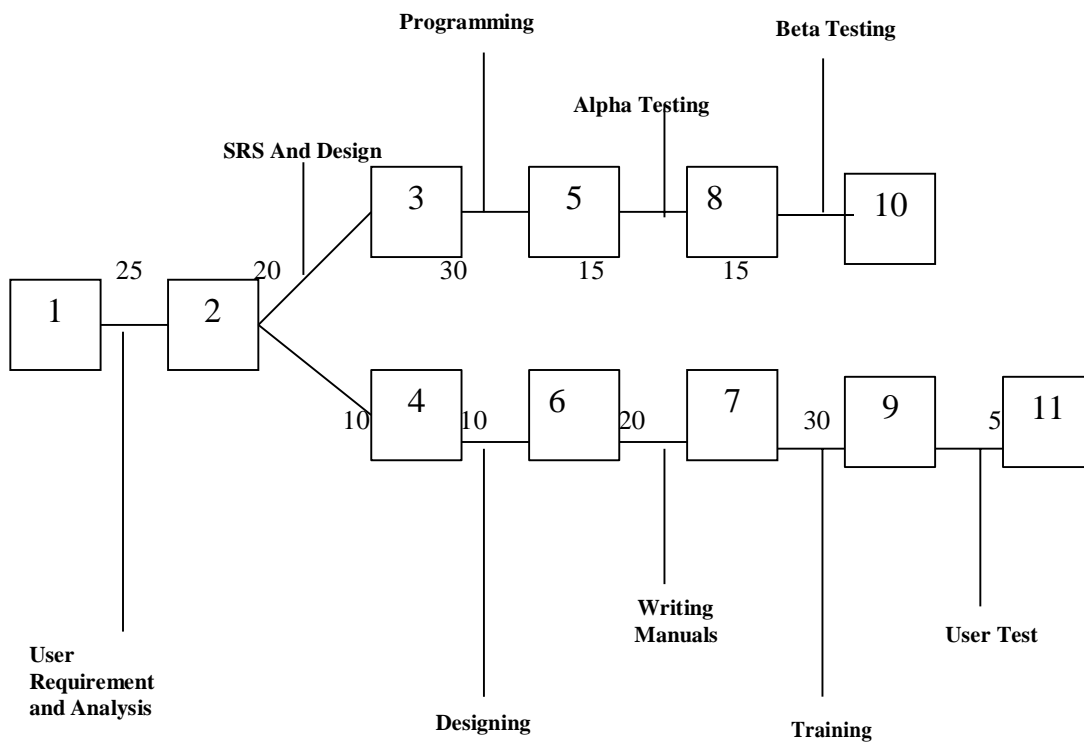 Programming
Beta Testing
Alpha Testing
SRS And Design
3
5
8
10
25
20
30
15
15
1
2
4
6
7
9
11
10
10
20
30
5
Writing
Manuals
User Test
User
Requirement
and Analysis
Designing
Training